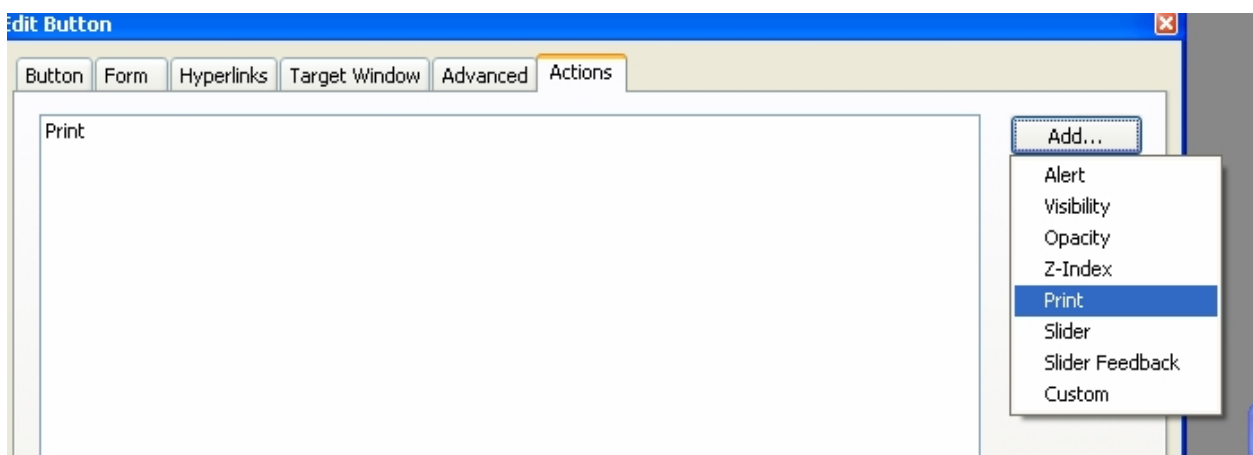 Edit Button
Button Form Hyperlinks Target Window Advanced Actions
Print
Add...
Alert
Visibility
Opacity
Z-Index
Print
Slider
Slider Feedback
Custom